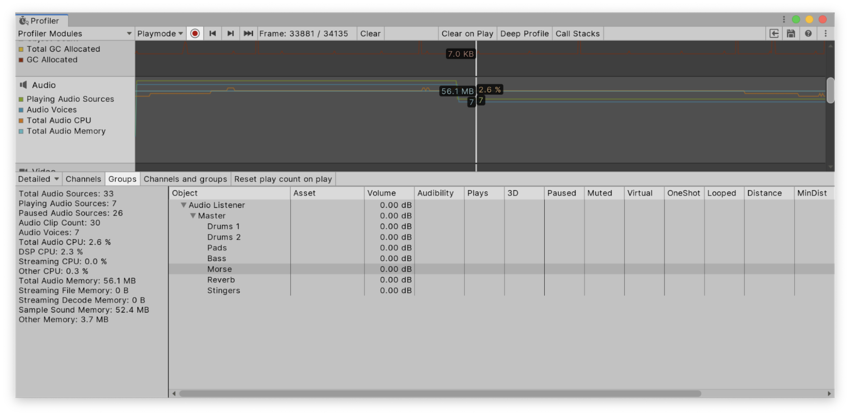 Profiler
Profiler Modules Playmode Frame: 33881 / 34135 Clear Clear on Play Deep Profile Call Stacks
Total GC Allocated
GC Allocated
7.0 KB
Audio
Playing Audio Sources
Audio Voices
Total Audio CPU
Total Audio Memory
56.1 MB 2.6 %
7 7
Video
Detailed Channels Groups Channels and groups Reset play count on play
Total Audio Sources: 33
Playing Audio Sources: 7
Paused Audio Sources: 26
Audio Clip Count: 30
Audio Voices: 7
Total Audio CPU: 2.6 %
DSP CPU: 2.3 %
Streaming CPU: 0.0 %
Other CPU: 0.3 %
Total Audio Memory: 56.1 MB
Streaming File Memory: 0 B
Streaming Decode Memory: 0 B
Sample Sound Memory: 52.4 MB
Other Memory: 3.7 MB
Object Asset Volume Audibility Plays 3D Paused Muted Virtual OneShot Looped Distance MinDist
Audio Listener 0.00 dB
Master 0.00 dB
Drums 1 0.00 dB
Drums 2 0.00 dB
Pads 0.00 dB
Bass 0.00 dB
Morse 0.00 dB
Reverb 0.00 dB
Stingers 0.00 dB